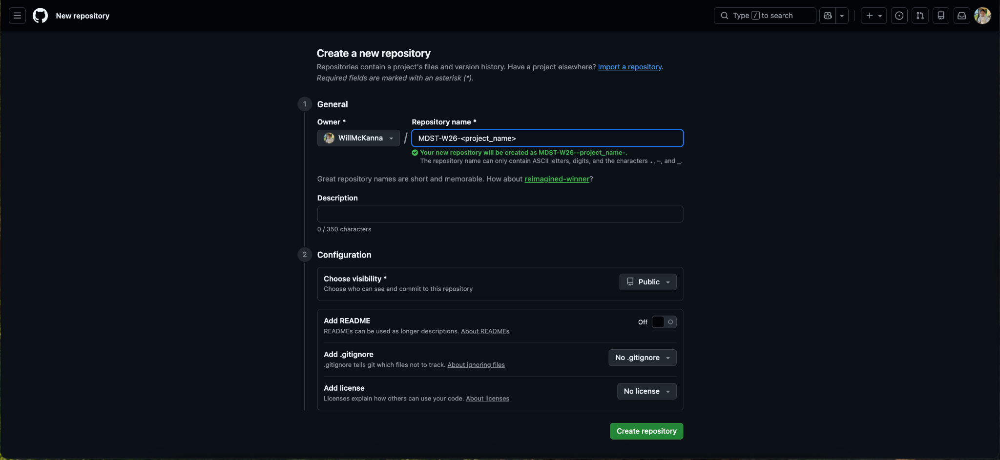 New repository
Type / to search
Create a new repository
Repositories contain a project's files and version history. Have a project elsewhere? Import a repository.
Required fields are marked with an asterisk (*).
1 General
Owner * Repository name *
WillMcKanna / MDST-W26-<project_name>
Your new repository will be created as MDST-W26--project_name-.
The repository name can only contain ASCII letters, digits, and the characters ., -, and _.
Great repository names are short and memorable. How about reimagined-winner?
Description
0 / 350 characters
2 Configuration
Choose visibility *
Choose who can see and commit to this repository
Public
Add README
READMEs can be used as longer descriptions. About READMEs
Off
Add .gitignore
.gitignore tells git which files not to track. About ignoring files
No .gitignore
Add license
Licenses explain how others can use your code. About licenses
No license
Create repository